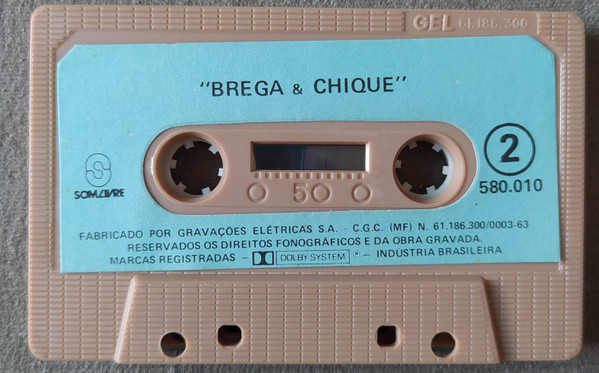 GEL 61.186.300
"BREGA & CHIQUE"
2
580.010
SOM LIVRE
50
FABRICADO POR GRAVAÇÕES ELÉTRICAS S.A. - C.G.C. (MF) N. 61.186.300/0003-63
RESERVADOS OS DIREITOS FONOGRÁFICOS E DA OBRA GRAVADA.
MARCAS REGISTRADAS - DOLBY SYSTEM ® - INDUSTRIA BRASILEIRA